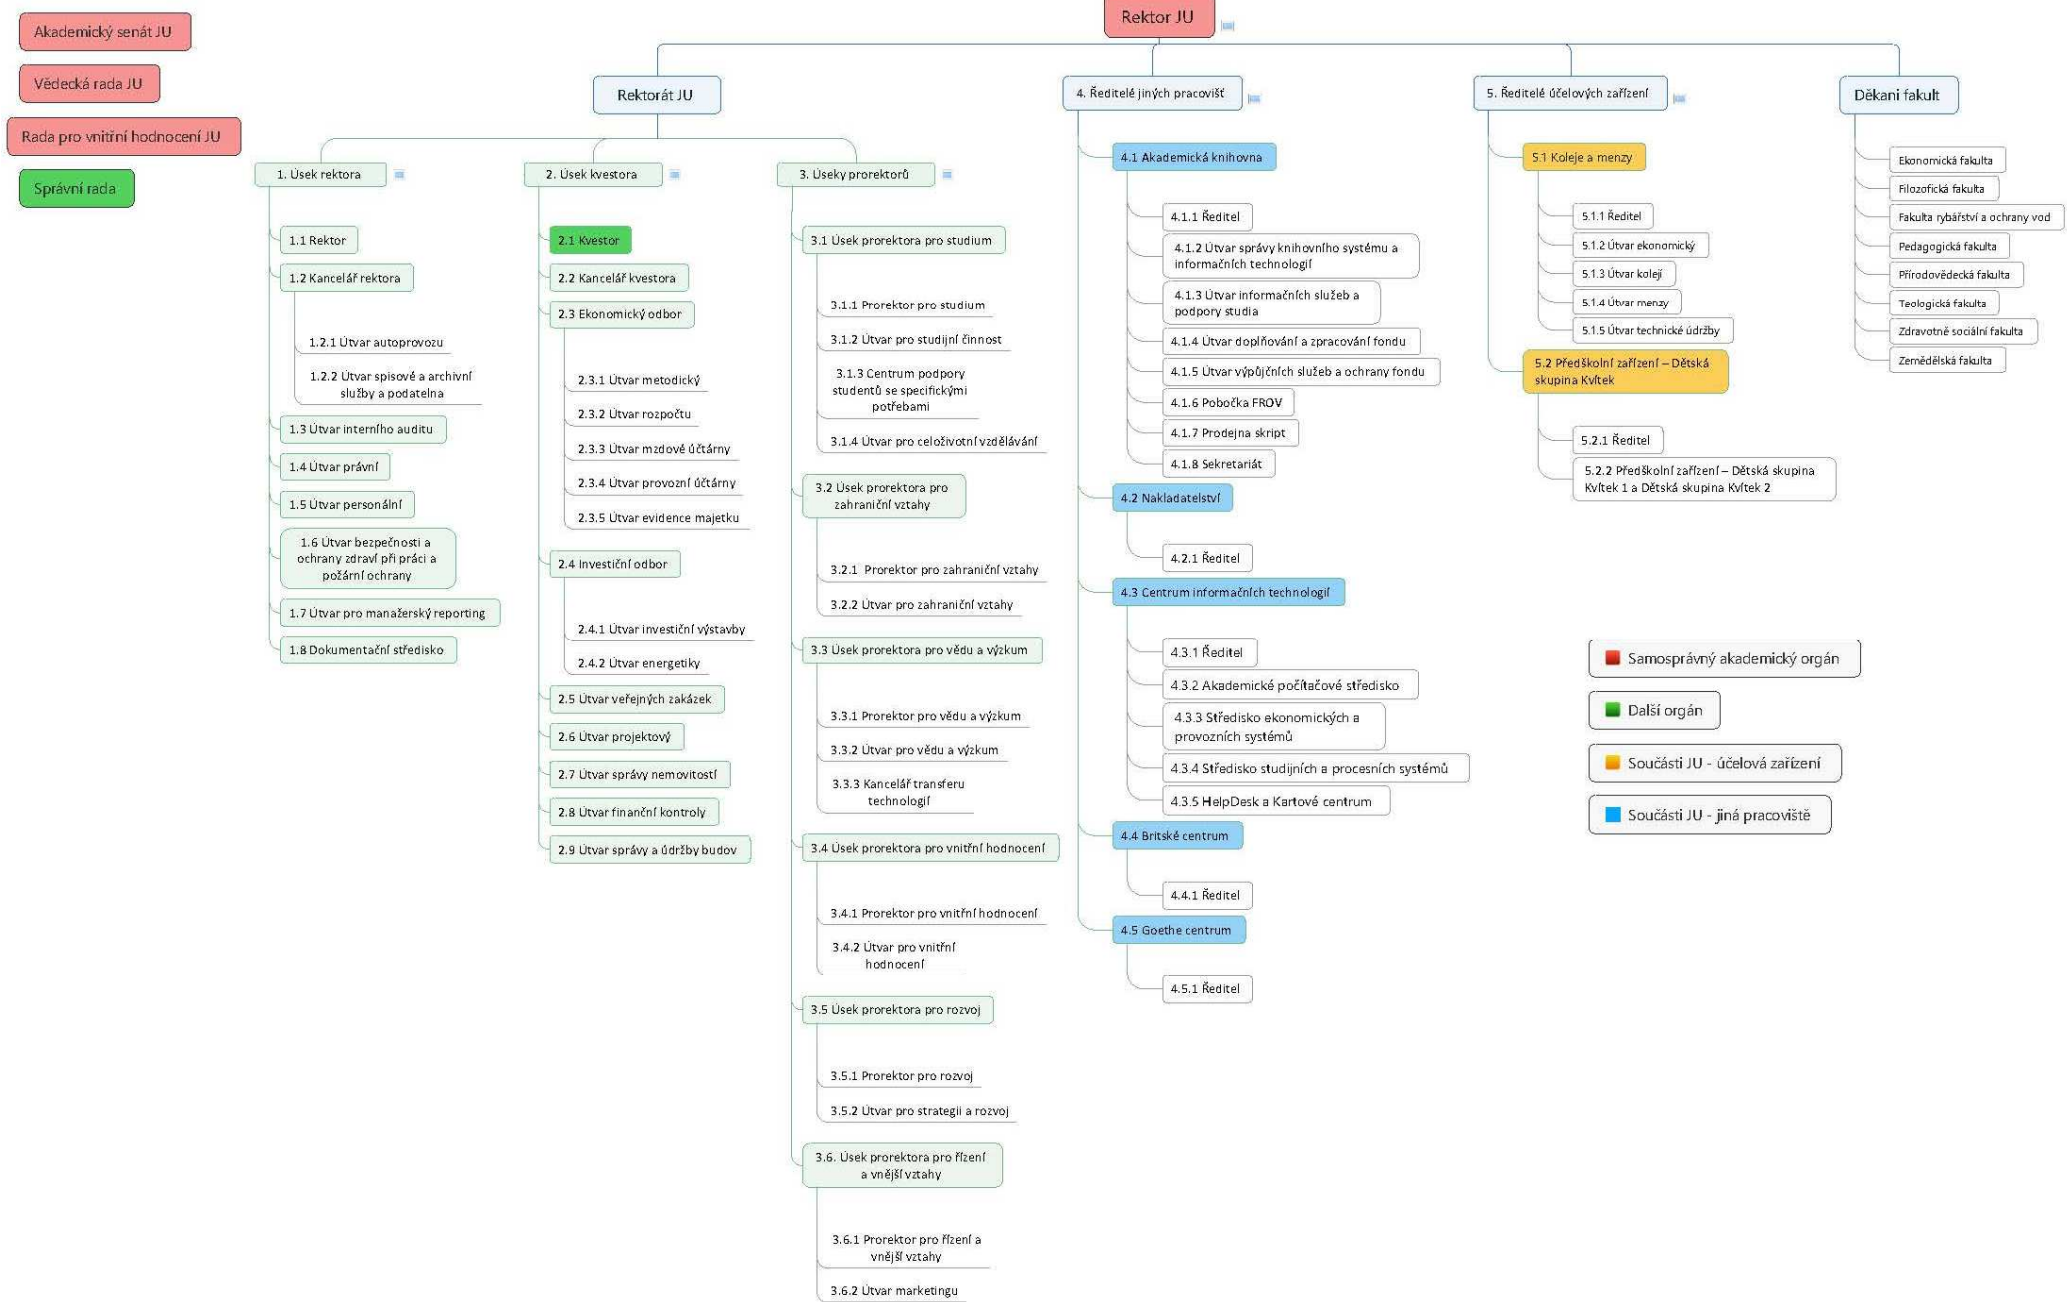 Akademický senát JU
Vědecká rada JU
Rada pro vnitřní hodnocení JU
Správní rada
Rektor JU
Rektorát JU
1. Úsek rektora
1.1 Rektor
1.2 Kancelář rektora
1.2.1 Útvar autoprovozu
1.2.2 Útvar spisové a archivní
služby a podatelna
1.3 Útvar interního auditu
1.4 Útvar právní
1.5 Útvar personální
1.6 Útvar bezpečnosti a
ochrany zdraví při práci a
požární ochrany
1.7 Útvar pro manažerský reporting
1.8 Dokumentační středisko
2. Úsek kvestora
2.1 Kvestor
2.2 Kancelář kvestora
2.3 Ekonomický odbor
2.3.1 Útvar metodický
2.3.2 Útvar rozpočtu
2.3.3 Útvar mzdové účtárny
2.3.4 Útvar provozní účtárny
2.3.5 Útvar evidence majetku
2.4 Investiční odbor
2.4.1 Útvar investiční výstavby
2.4.2 Útvar energetiky
2.5 Útvar veřejných zakázek
2.6 Útvar projektový
2.7 Útvar správy nemovitostí
2.8 Útvar finanční kontroly
2.9 Útvar správy a údržby budov
3. Úseky prorektorů
3.1 Úsek prorektora pro studium
3.1.1 Prorektor pro studium
3.1.2 Útvar pro studijní činnost
3.1.3 Centrum podpory
studentů se specifickými
potřebami
3.1.4 Útvar pro celoživotní vzdělávání
3.2 Úsek prorektora pro
zahraniční vztahy
3.2.1 Prorektor pro zahraniční vztahy
3.2.2 Útvar pro zahraniční vztahy
3.3 Úsek prorektora pro vědu a výzkum
3.3.1 Prorektor pro vědu a výzkum
3.3.2 Útvar pro vědu a výzkum
3.3.3 Kancelář transferu
technologií
3.4 Úsek prorektora pro vnitřní hodnocení
3.4.1 Prorektor pro vnitřní hodnocení
3.4.2 Útvar pro vnitřní
hodnocení
3.5 Úsek prorektora pro rozvoj
3.5.1 Prorektor pro rozvoj
3.5.2 Útvar pro strategii a rozvoj
3.6. Úsek prorektora pro řízení
a vnější vztahy
3.6.1 Prorektor pro řízení a
vnější vztahy
3.6.2 Útvar marketingu
4. Ředitelé jiných pracovišť
4.1 Akademická knihovna
4.1.1 Ředitel
4.1.2 Útvar správy knihovního systému a
informačních technologií
4.1.3 Útvar informačních služeb a
podpory studia
4.1.4 Útvar doplňování a zpracování fondu
4.1.5 Útvar výpůjčních služeb a ochrany fondu
4.1.6 Pobočka FROV
4.1.7 Prodejna skript
4.1.8 Sekretariát
4.2 Nakladatelství
4.2.1 Ředitel
4.3 Centrum informačních technologií
4.3.1 Ředitel
4.3.2 Akademické počítačové středisko
4.3.3 Středisko ekonomických a
provozních systémů
4.3.4 Středisko studijních a procesních systémů
4.3.5 HelpDesk a Kartové centrum
4.4 Britské centrum
4.4.1 Ředitel
4.5 Goethe centrum
4.5.1 Ředitel
5. Ředitelé účelových zařízení
5.1 Koleje a menzy
5.1.1 Ředitel
5.1.2 Útvar ekonomický
5.1.3 Útvar kolejí
5.1.4 Útvar menzy
5.1.5 Útvar technické údržby
5.2 Předškolní zařízení – Dětská
skupina Kvítek
5.2.1 Ředitel
5.2.2 Předškolní zařízení – Dětská skupina
Kvítek 1 a Dětská skupina Kvítek 2
Děkani fakult
Ekonomická fakulta
Filozofická fakulta
Fakulta rybářství a ochrany vod
Pedagogická fakulta
Přírodovědecká fakulta
Teologická fakulta
Zdravotně sociální fakulta
Zemědělská fakulta
Samosprávný akademický orgán
Další orgán
Součásti JU - účelová zařízení
Součásti JU - jiná pracoviště